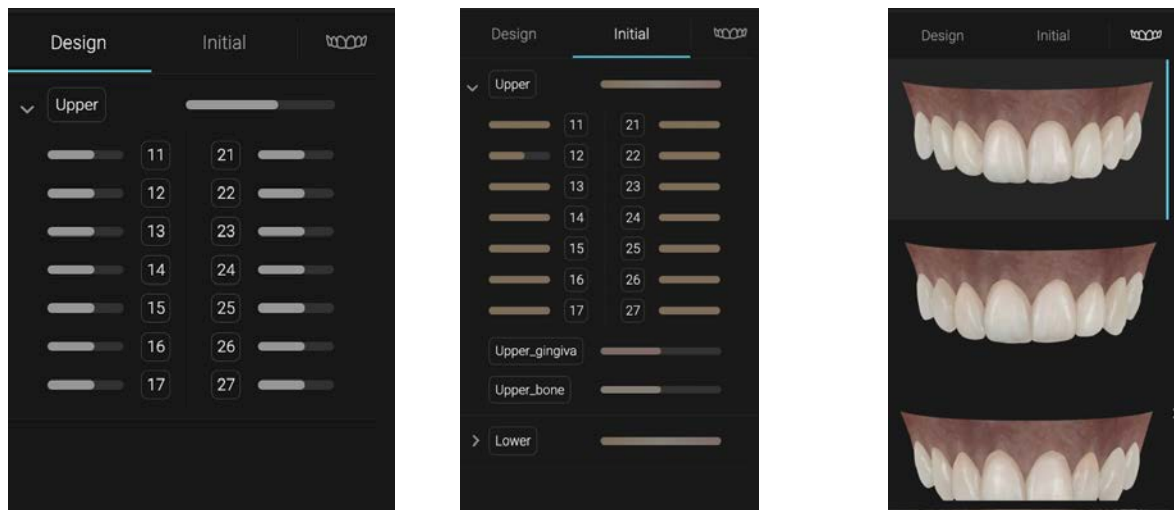 Design Initial
Upper
11 21
12 22
13 23
14 24
15 25
16 26
17 27
Design Initial
Upper
11 21
12 22
13 23
14 24
15 25
16 26
17 27
Upper_gingiva
Upper_bone
Lower
Design Initial